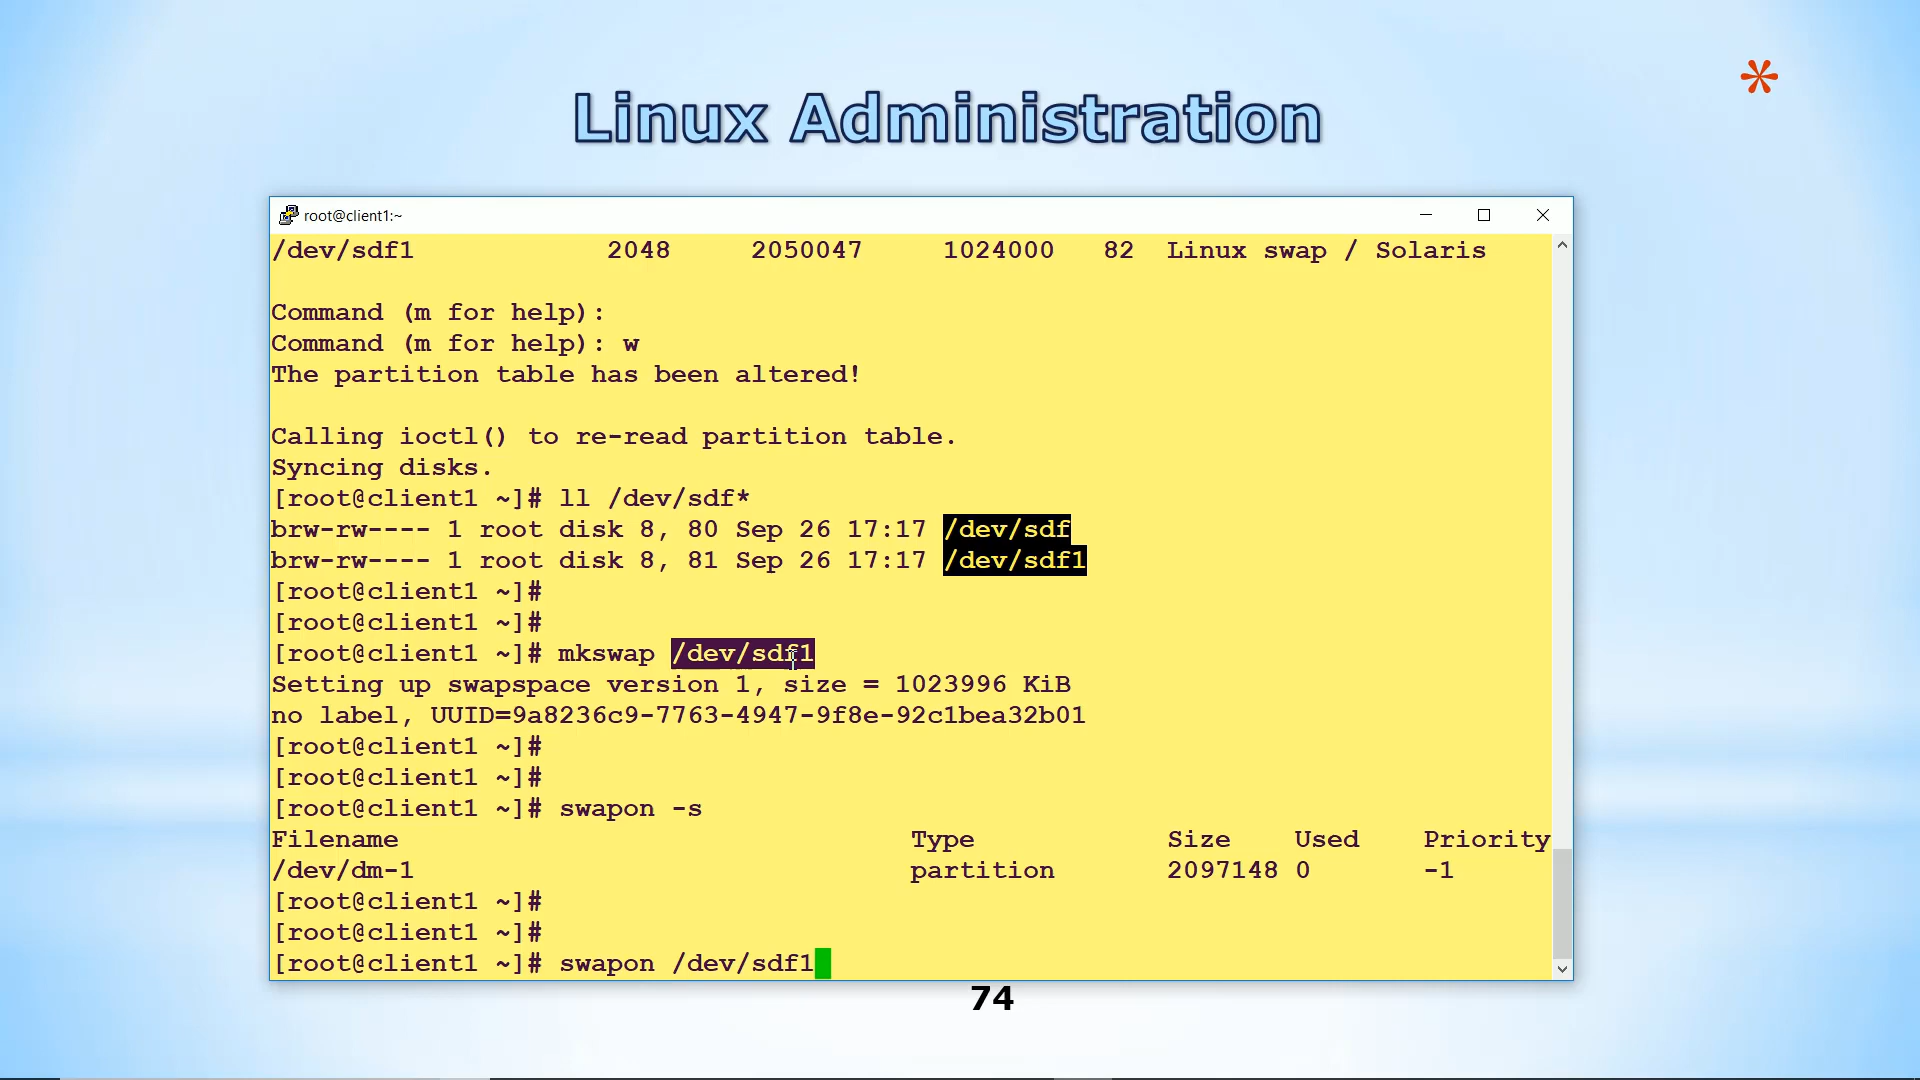 *
Linux Administration
root@client1:~
/dev/sdf1 2048 2050047 1024000 82 Linux swap / Solaris
Command (m for help):
Command (m for help): w
The partition table has been altered!
Calling ioctl() to re-read partition table.
Syncing disks.
[root@client1 ~]# ll /dev/sdf*
brw-rw---- 1 root disk 8, 80 Sep 26 17:17 /dev/sdf
brw-rw---- 1 root disk 8, 81 Sep 26 17:17 /dev/sdf1
[root@client1 ~]#
[root@client1 ~]#
[root@client1 ~]# mkswap /dev/sdf1
Setting up swapspace version 1, size = 1023996 KiB
no label, UUID=9a8236c9-7763-4947-9f8e-92c1bea32b01
[root@client1 ~]#
[root@client1 ~]#
[root@client1 ~]# swapon -s
Filename Type Size Used Priority
/dev/dm-1 partition 2097148 0 -1
[root@client1 ~]#
[root@client1 ~]#
[root@client1 ~]# swapon /dev/sdf1
74